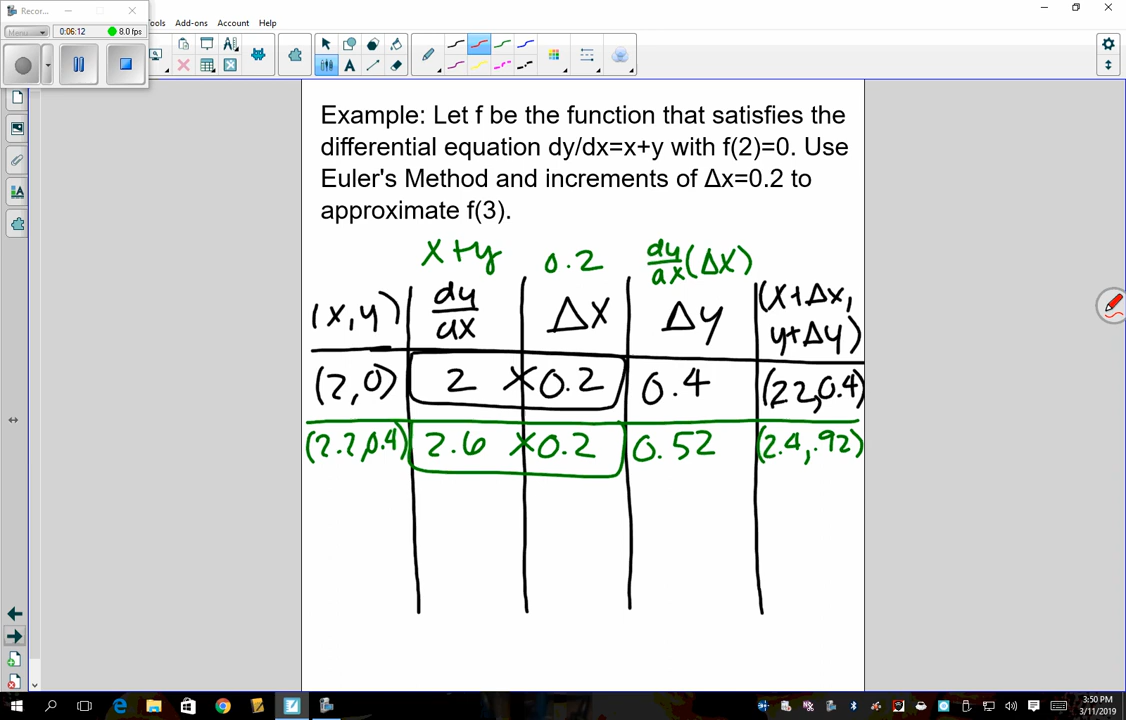 Recor...
Menu...
0:06:12
8.0 fps
Tools Add-ons Account Help
Example: Let f be the function that satisfies the
differential equation dy/dx=x+y with f(2)=0. Use
Euler's Method and increments of Δx=0.2 to
approximate f(3).
x+y 0.2 dy/dx(Δx)
(x,y) dy/dx Δx Δy (x+Δx,
y+Δy)
(2,0) 2 ×0.2 0.4 (2.2,0.4)
(2.2,0.4) 2.6 ×0.2 0.52 (2.4,.92)
3:50 PM
3/11/2019